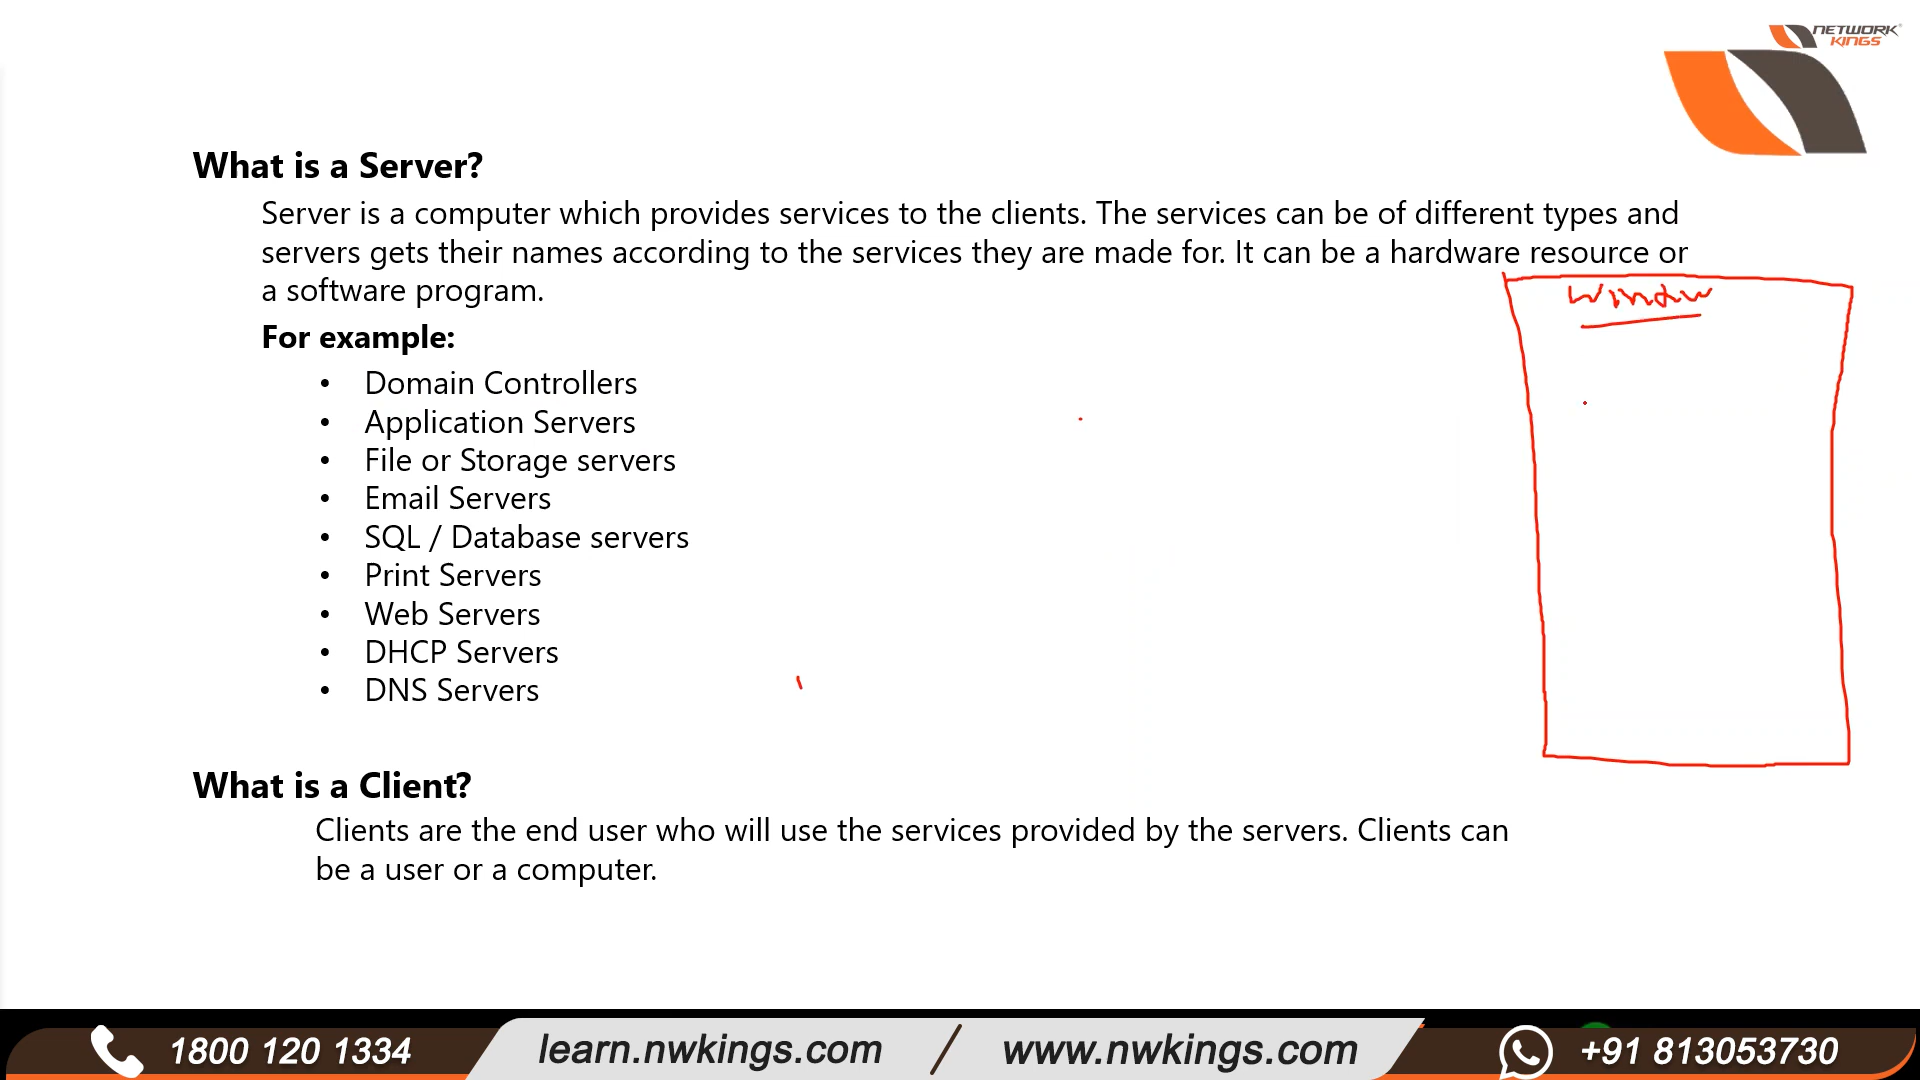 NETWORK
KINGS
What is a Server?
Server is a computer which provides services to the clients. The services can be of different types and
servers gets their names according to the services they are made for. It can be a hardware resource or
a software program.
Window
For example:
• Domain Controllers
• Application Servers
• File or Storage servers
• Email Servers
• SQL / Database servers
• Print Servers
• Web Servers
• DHCP Servers
• DNS Servers
What is a Client?
Clients are the end user who will use the services provided by the servers. Clients can
be a user or a computer.
1800 120 1334 learn.nwkings.com / www.nwkings.com +91 813053730